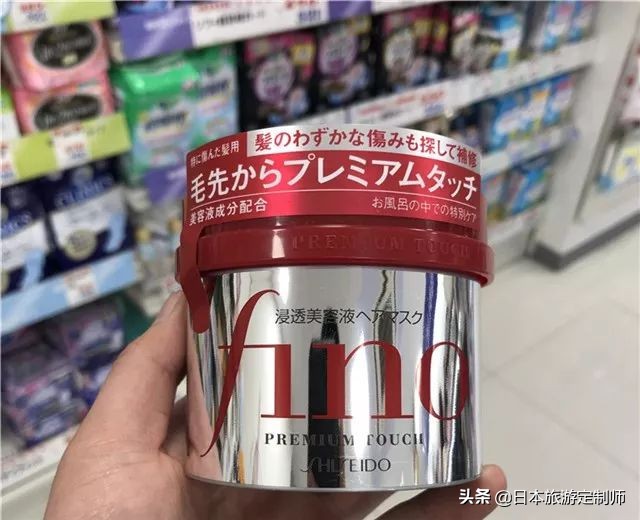 特に傷んだ髪用
髪のわずかな傷みも探して補修
毛先からプレミアムタッチ
美容液成分配合
お風呂の中での特別ケア
PREMIUM TOUCH
浸透美容液ヘアマスク
fino
PREMIUM TOUCH
SHISEIDO
头条 @日本旅游定制师